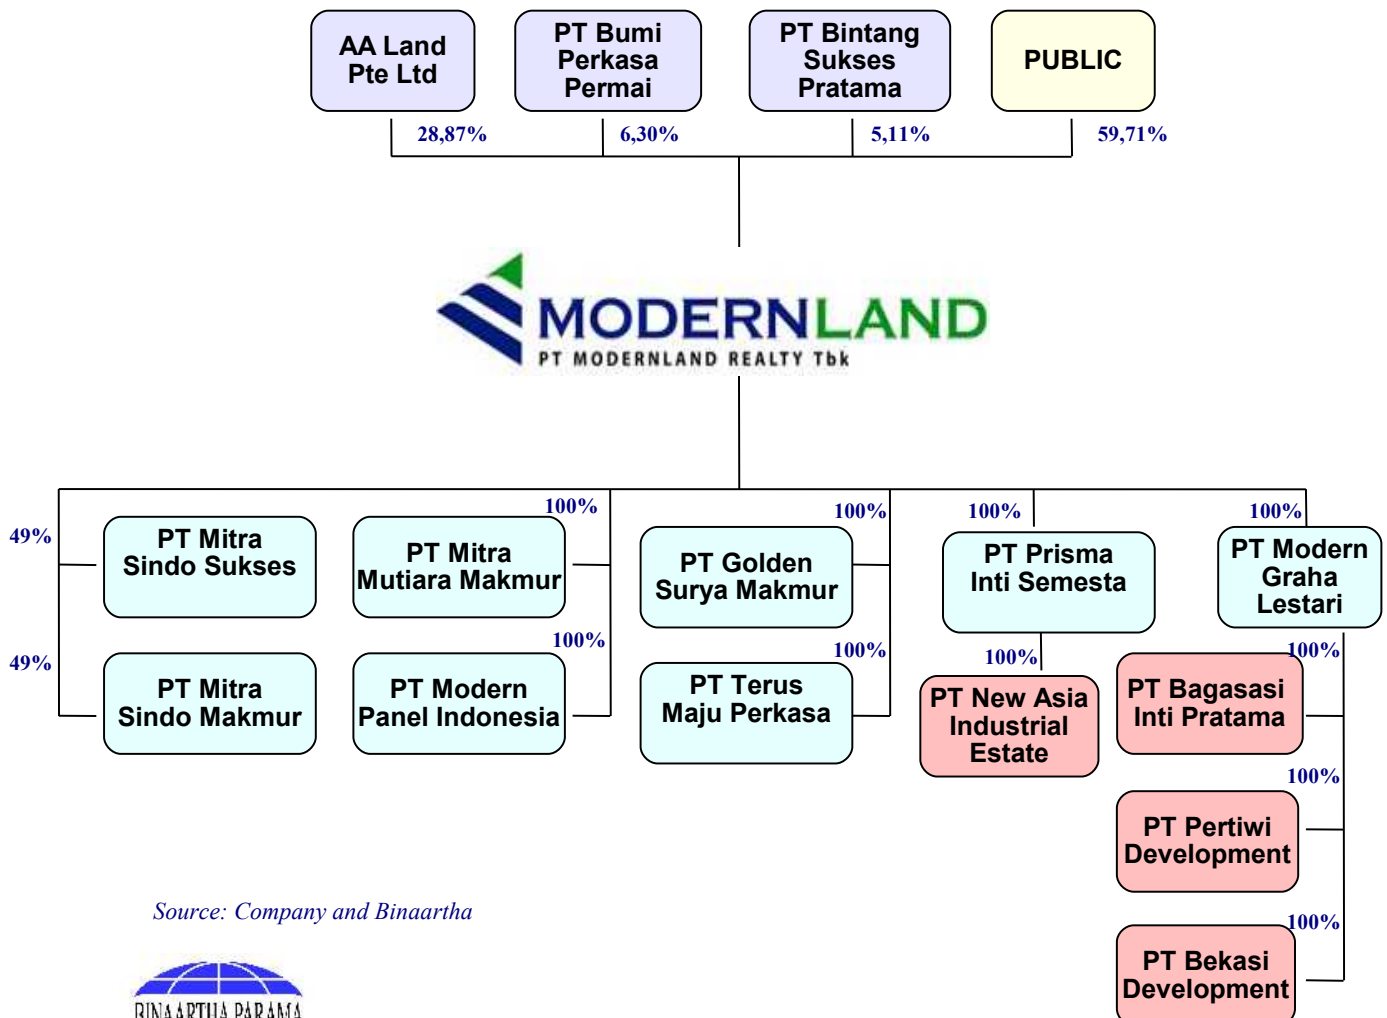 AA Land
Pte Ltd
PT Bumi
Perkasa
Permai
PT Bintang
Sukses
Pratama
PUBLIC
28,87%
6,30%
5,11%
59,71%
MODERNLAND
PT MODERNLAND REALTY Tbk
49%
PT Mitra
Sindo Sukses
100%
PT Mitra
Mutiara Makmur
100%
PT Golden
Surya Makmur
100%
PT Prisma
Inti Semesta
100%
PT Modern
Graha
Lestari
49%
PT Mitra
Sindo Makmur
100%
PT Modern
Panel Indonesia
100%
PT Terus
Maju Perkasa
100%
PT New Asia
Industrial
Estate
100%
PT Bagasasi
Inti Pratama
100%
PT Pertiwi
Development
100%
PT Bekasi
Development
Source: Company and Binaartha
BINAARTHA PARAMA